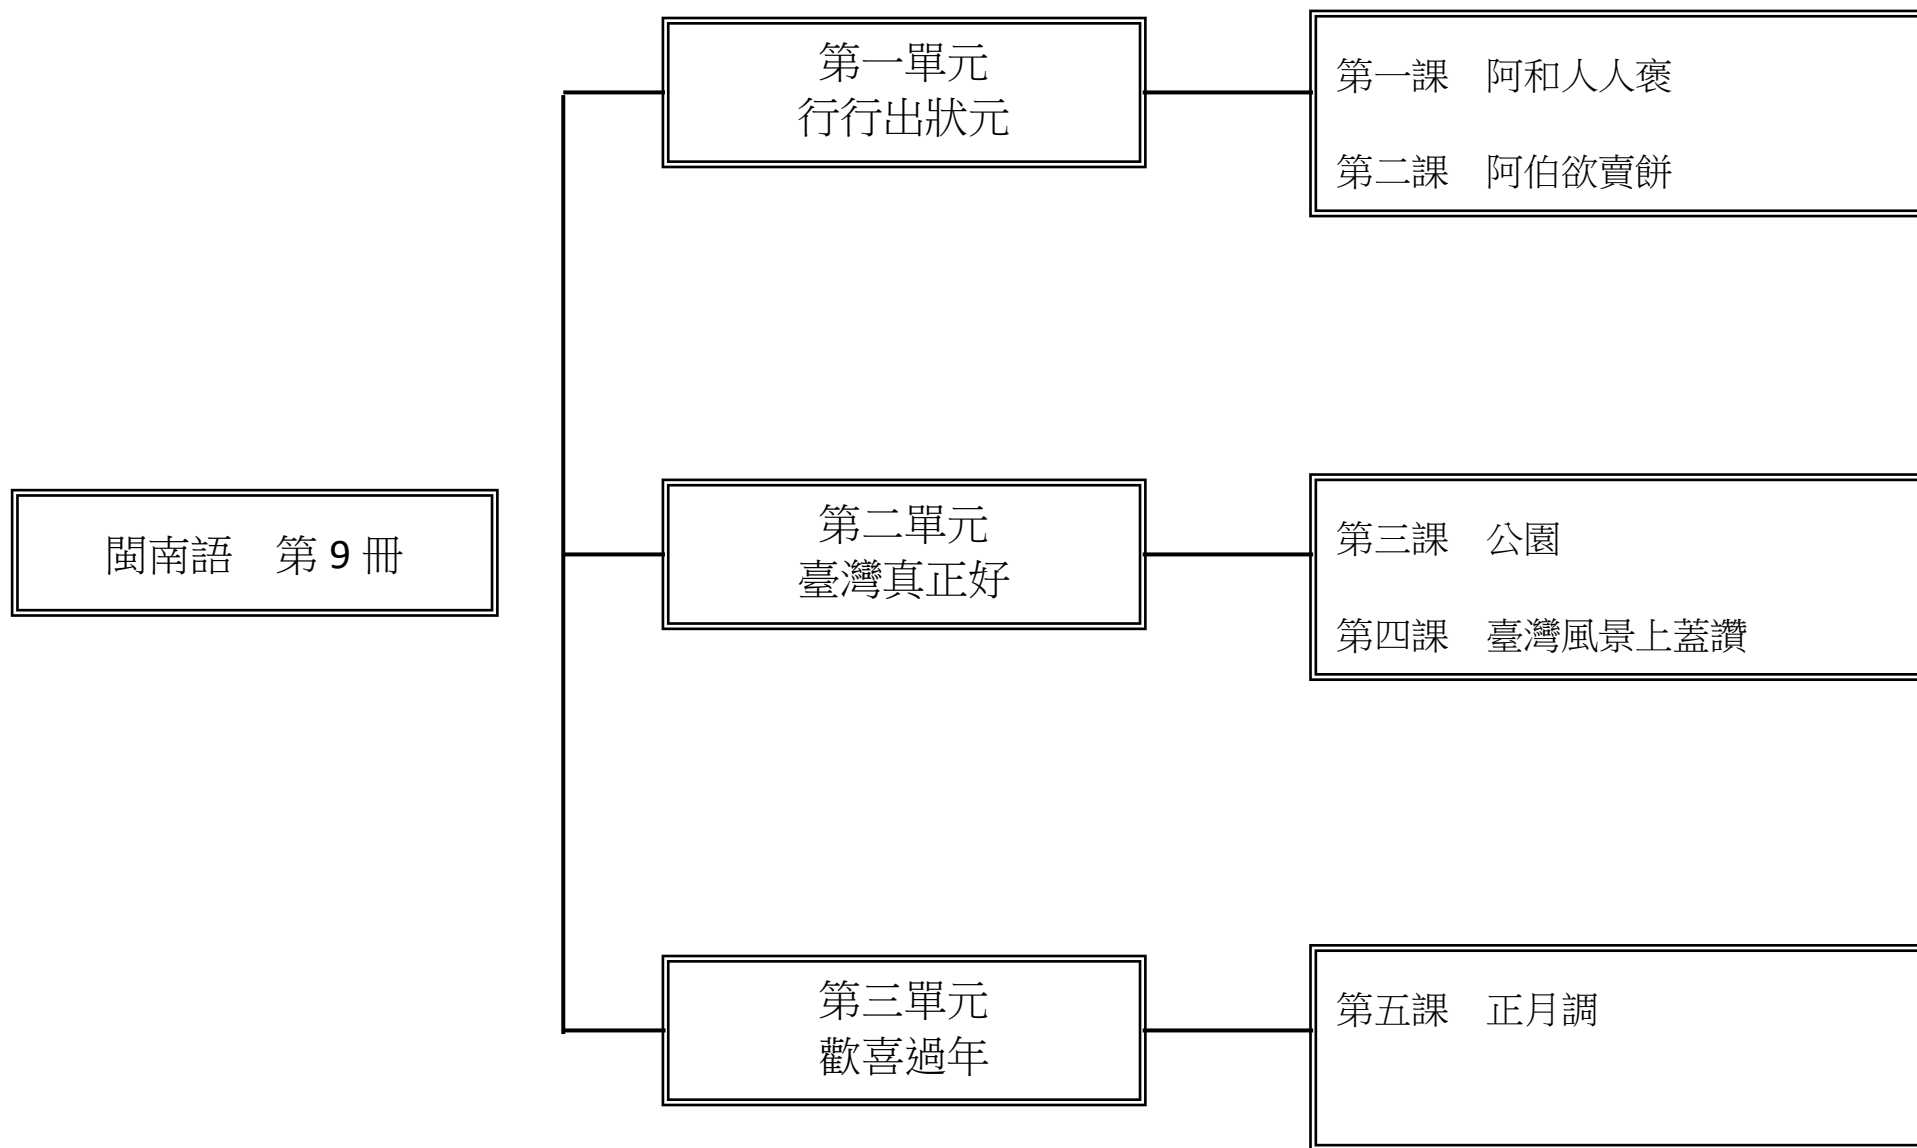 閩南語　第 9 冊
第一單元
行行出狀元
第一課　阿和人人褒
第二課　阿伯欲賣餅
第二單元
臺灣真正好
第三課　公園
第四課　臺灣風景上蓋讚
第三單元
歡喜過年
第五課　正月調